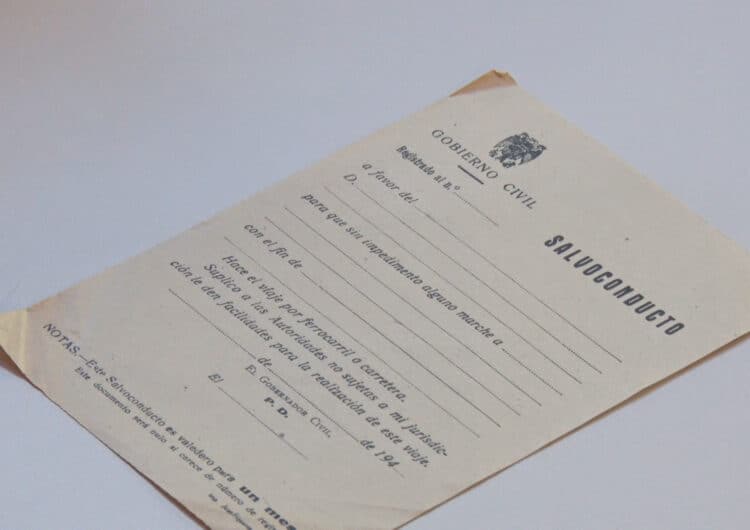 GOBIERNO CIVIL
Registrado al n.º
SALVOCONDUCTO
a favor del
D.
para que sin impedimento alguno marche a
con el fin de
Hace el viaje por ferrocarril a carretera.
Suplico a las Autoridades no sujetas a mi jurisdic-
ción le den facilidades para la realización de este viaje.
de de 194
EL GOBERNADOR CIVIL,
P. D.
El
NOTAS.—Este Salvoconducto es valedero para un mes
Este documento será nulo si carece de número de regis